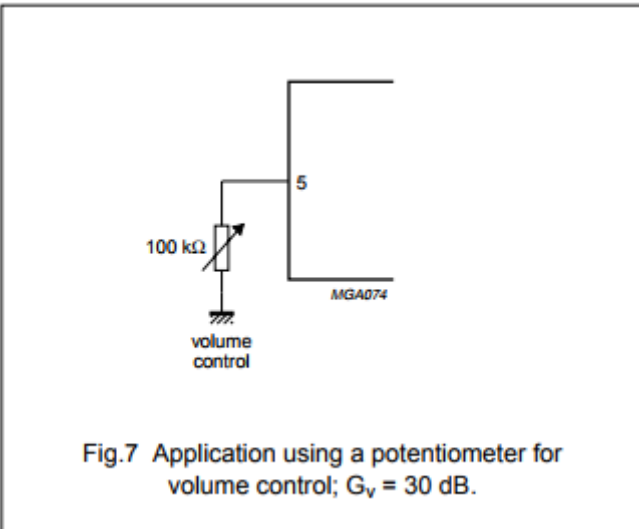 5
100 kΩ
MGA074
volume
control
Fig.7 Application using a potentiometer for
volume control; Gv = 30 dB.